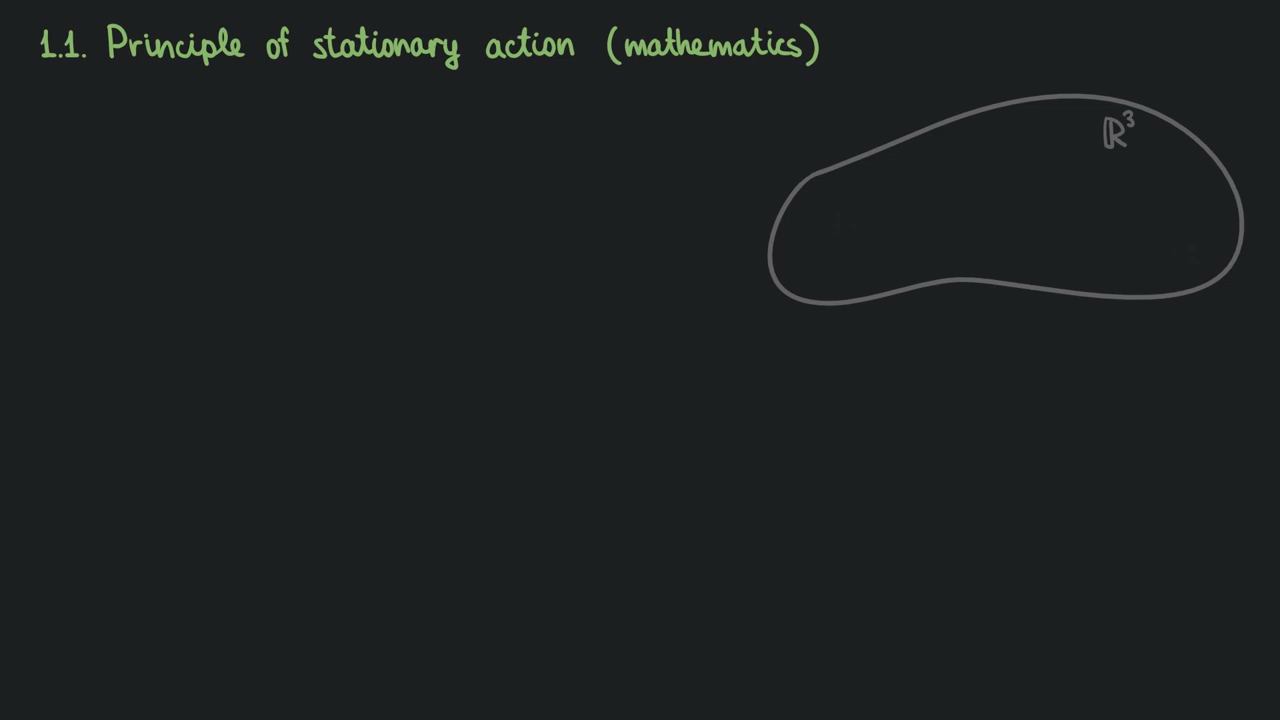 1.1. Principle of stationary action (mathematics)
ℝ³